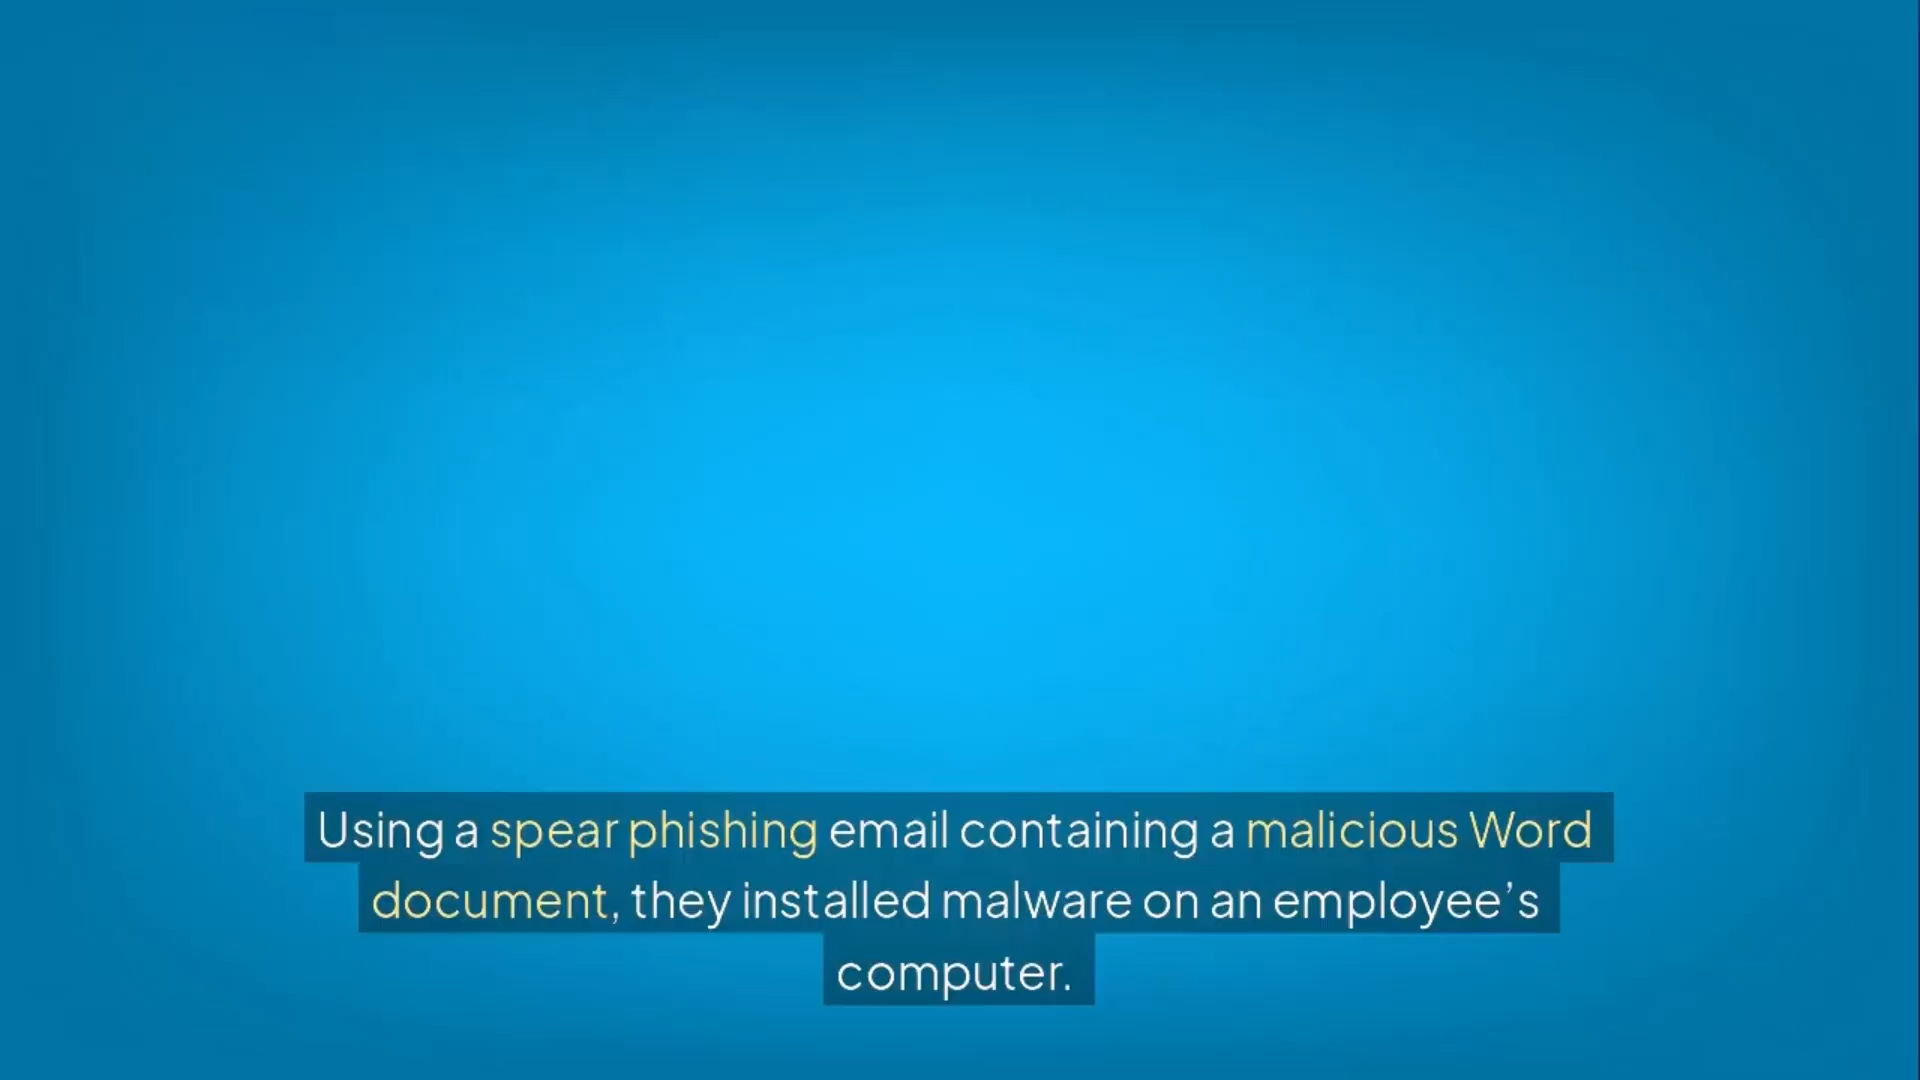 Using a spear phishing email containing a malicious Word
document, they installed malware on an employee’s
computer.